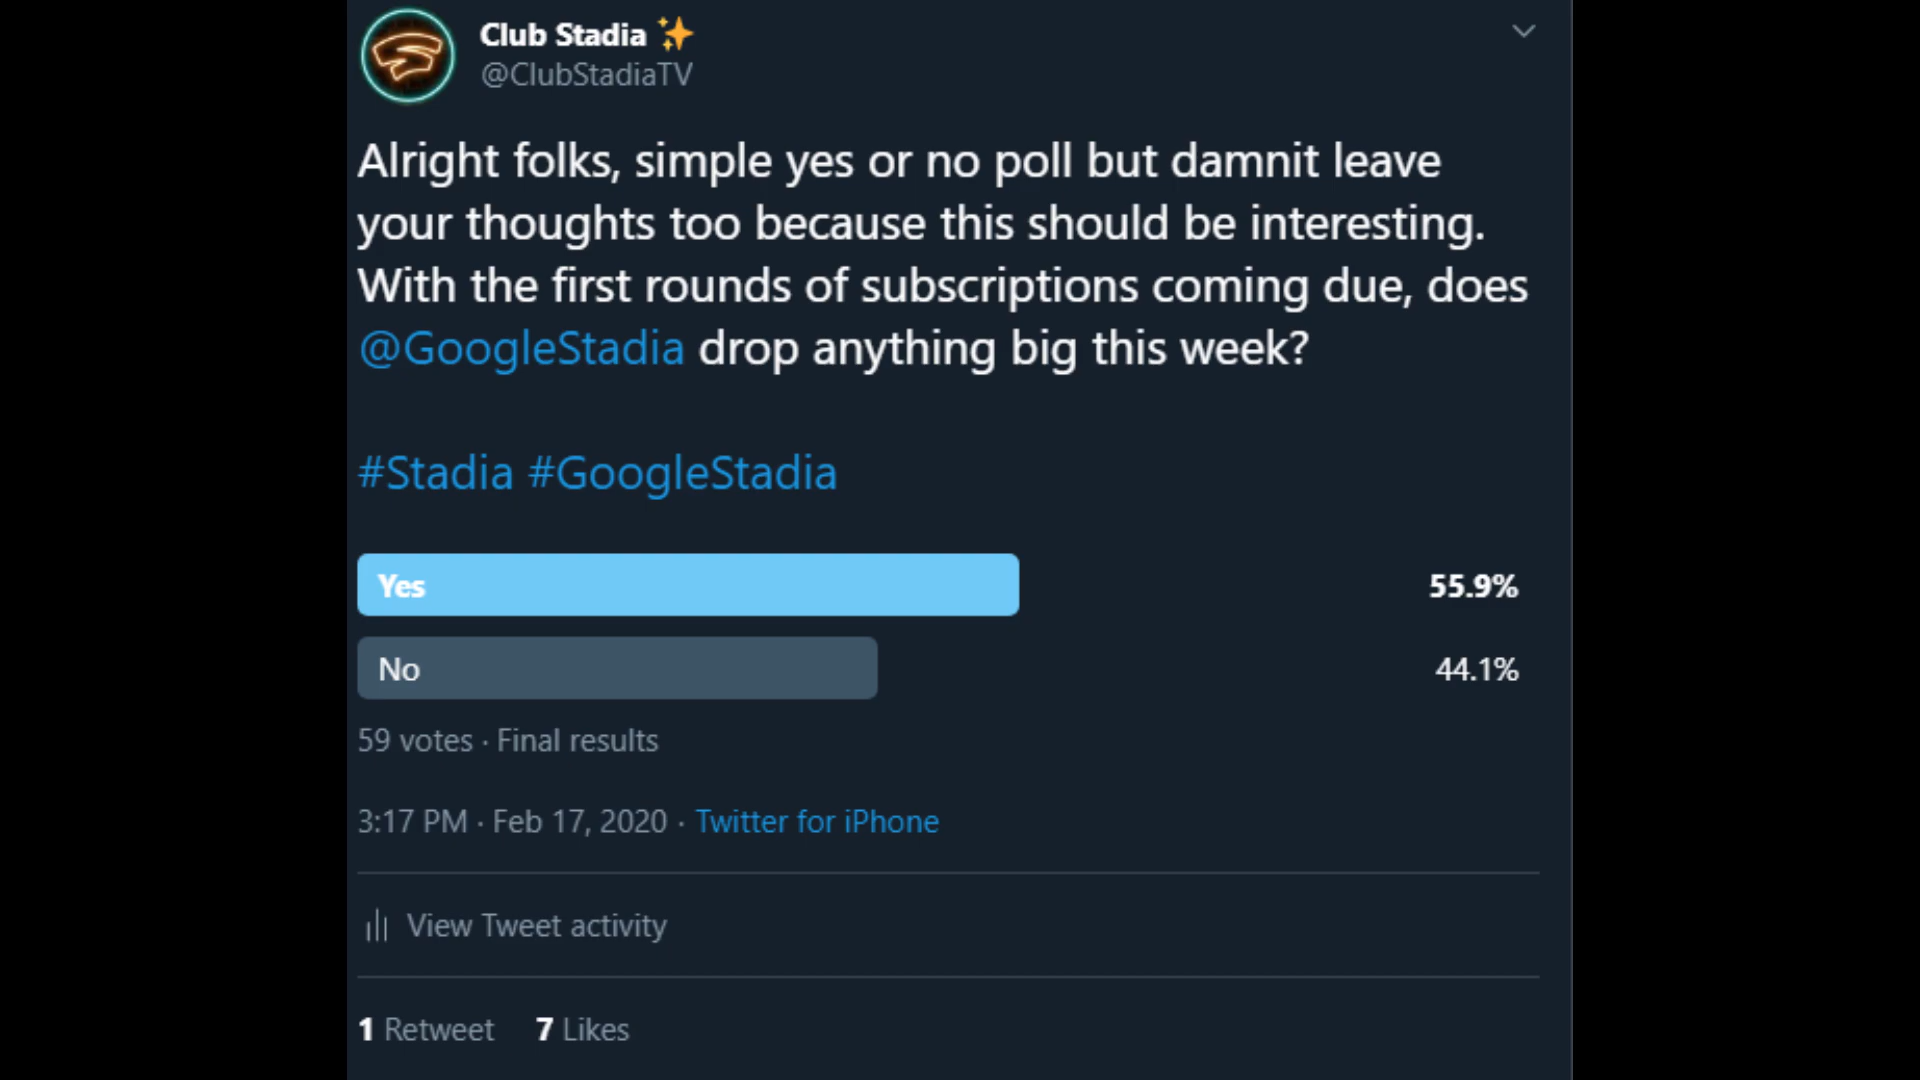 Club Stadia ✨
@ClubStadiaTV
Alright folks, simple yes or no poll but damnit leave
your thoughts too because this should be interesting.
With the first rounds of subscriptions coming due, does
@GoogleStadia drop anything big this week?
#Stadia #GoogleStadia
Yes 55.9%
No 44.1%
59 votes · Final results
3:17 PM · Feb 17, 2020 · Twitter for iPhone
View Tweet activity
1 Retweet 7 Likes